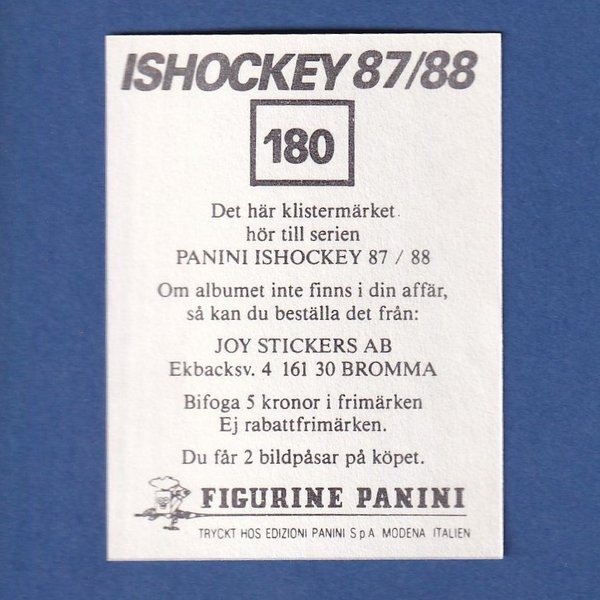 ISHOCKEY 87/88
180
Det här klistermärket
hör till serien
PANINI ISHOCKEY 87 / 88
Om albumet inte finns i din affär,
så kan du beställa det från:
JOY STICKERS AB
Ekbacksv. 4 161 30 BROMMA
Bifoga 5 kronor i frimärken
Ej rabattfrimärken.
Du får 2 bildpåsar på köpet.
FIGURINE PANINI
TRYCKT HOS EDIZIONI PANINI S p A MODENA ITALIEN